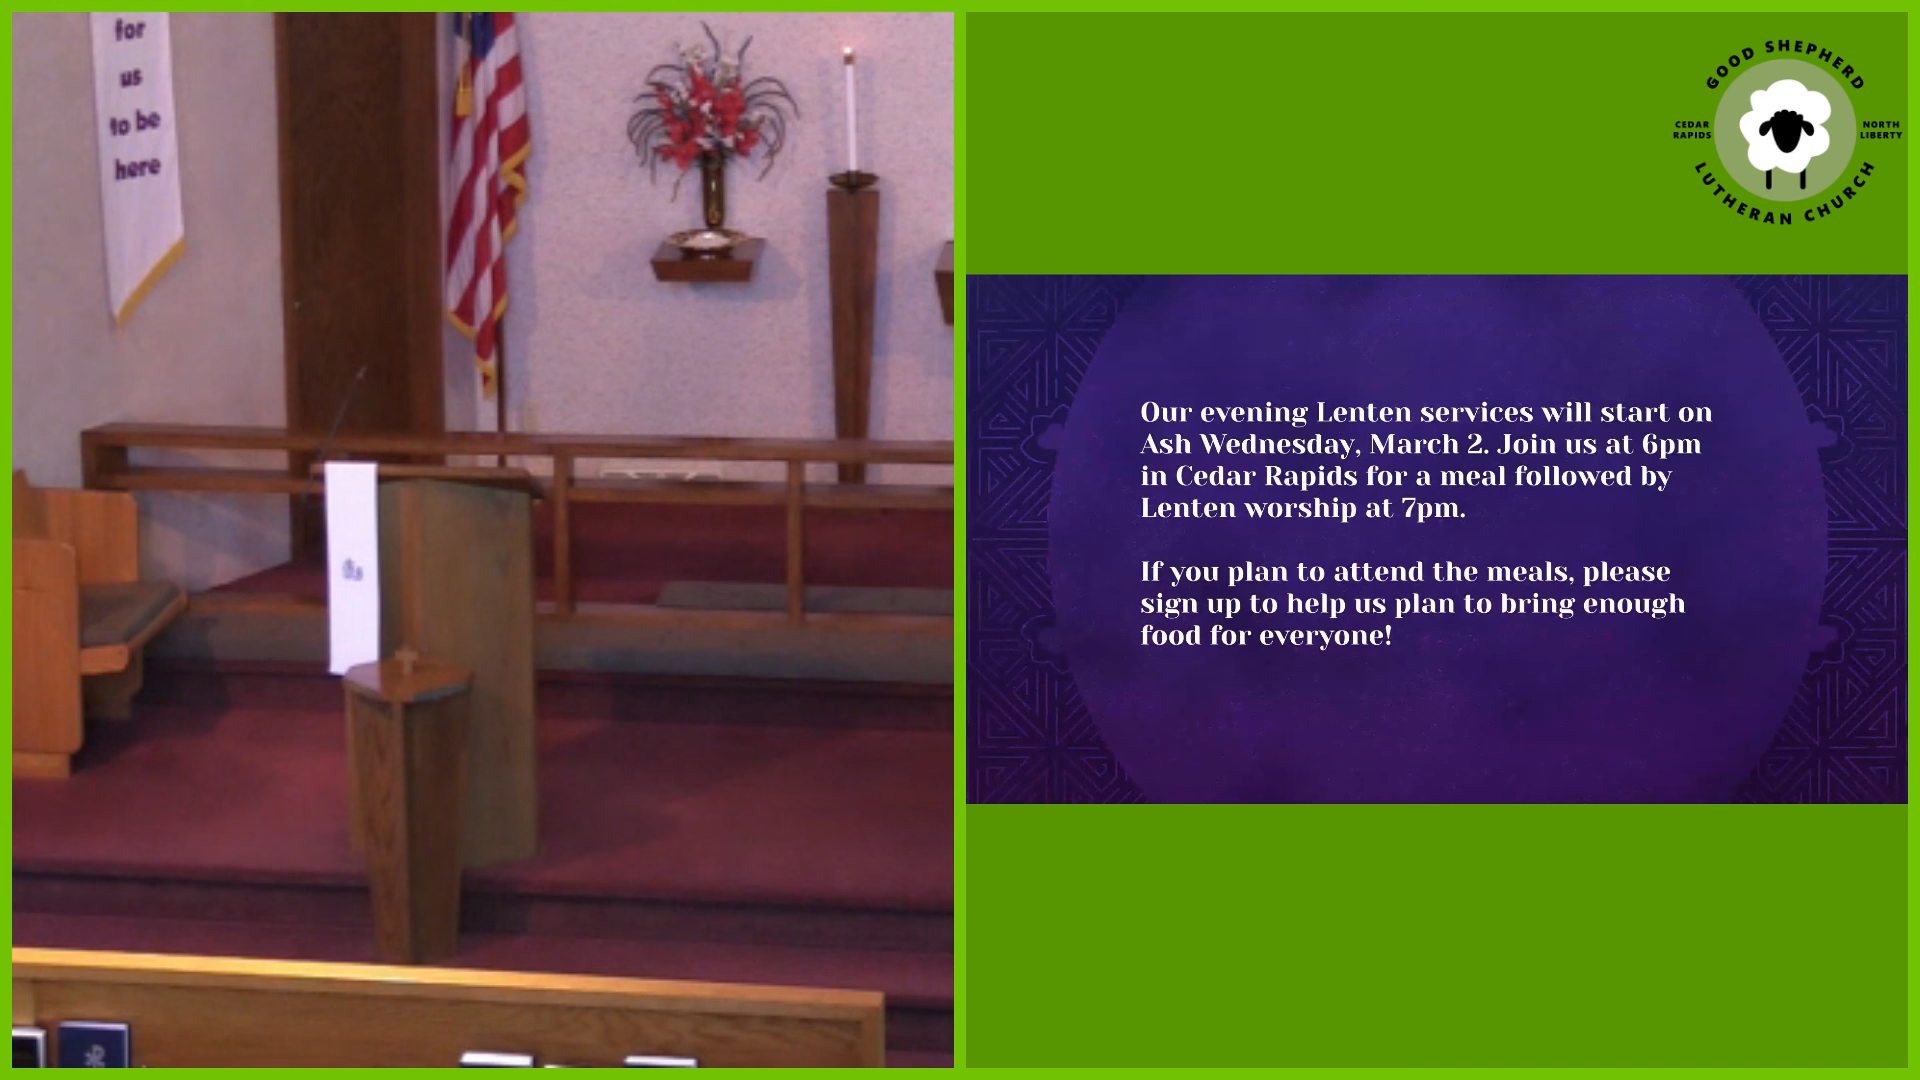 for
us
to be
here
GOOD SHEPHERD
CEDAR
RAPIDS
NORTH
LIBERTY
LUTHERAN CHURCH
Our evening Lenten services will start on
Ash Wednesday, March 2. Join us at 6pm
in Cedar Rapids for a meal followed by
Lenten worship at 7pm.
If you plan to attend the meals, please
sign up to help us plan to bring enough
food for everyone!